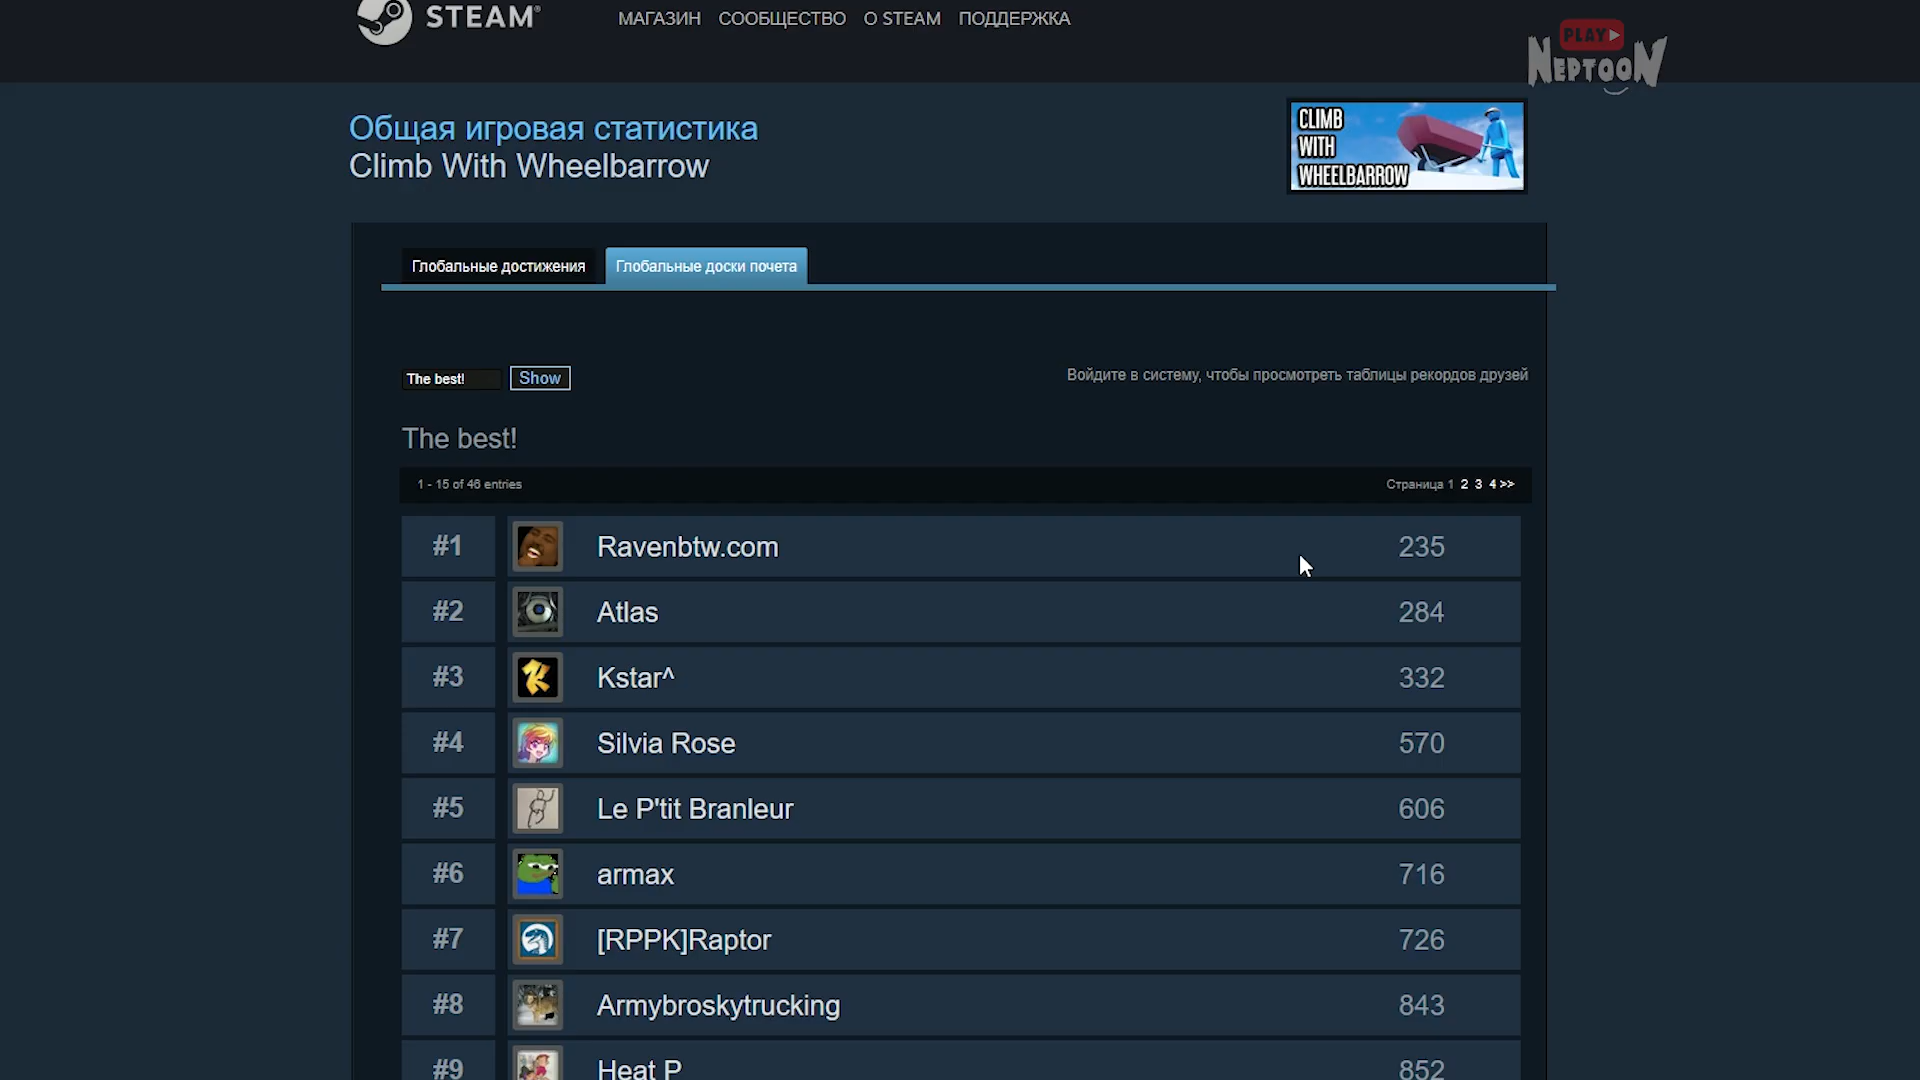 STEAM®
МАГАЗИН СООБЩЕСТВО О STEAM ПОДДЕРЖКА
PLAY
NEPTOON
Общая игровая статистика
Climb With Wheelbarrow
CLIMB
WITH
WHEELBARROW
Глобальные достижения Глобальные доски почета
The best! Show Войдите в систему, чтобы просмотреть таблицы рекордов друзей
The best!
1 - 15 of 46 entries Страница 1 2 3 4 >>
#1 Ravenbtw.com 235
#2 Atlas 284
#3 Kstar^ 332
#4 Silvia Rose 570
#5 Le P'tit Branleur 606
#6 armax 716
#7 [RPPK]Raptor 726
#8 Armybroskytrucking 843
#9 Heat P 852